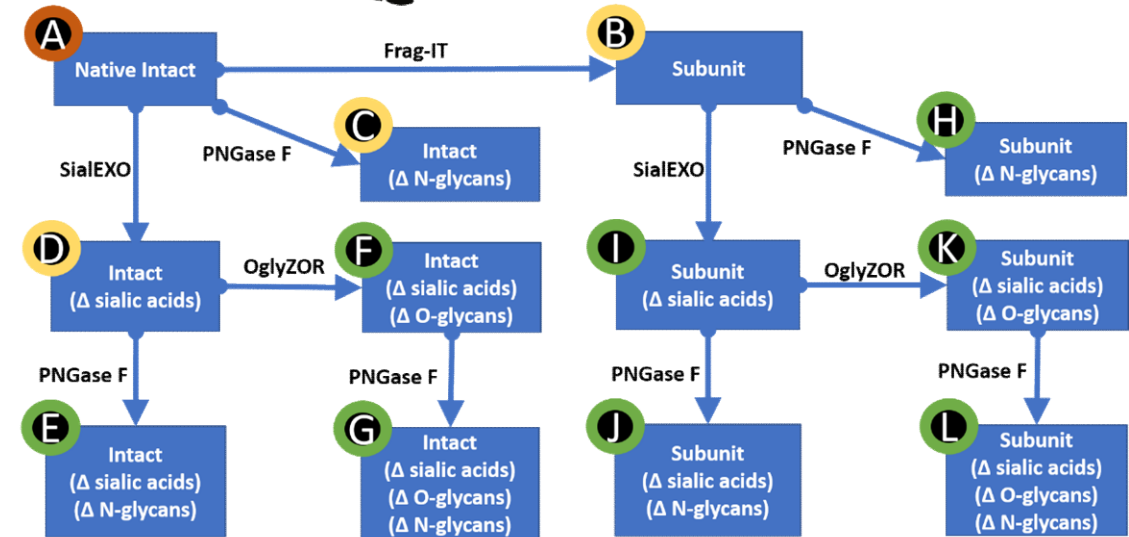 A
Native Intact
Frag-IT
B
Subunit
C
Intact
(Δ N-glycans)
PNGase F
SialEXO
H
Subunit
(Δ N-glycans)
PNGase F
SialEXO
D
Intact
(Δ sialic acids)
OglyZOR
F
Intact
(Δ sialic acids)
(Δ O-glycans)
I
Subunit
(Δ sialic acids)
OglyZOR
K
Subunit
(Δ sialic acids)
(Δ O-glycans)
PNGase F
PNGase F
PNGase F
PNGase F
E
Intact
(Δ sialic acids)
(Δ N-glycans)
G
Intact
(Δ sialic acids)
(Δ O-glycans)
(Δ N-glycans)
J
Subunit
(Δ sialic acids)
(Δ N-glycans)
L
Subunit
(Δ sialic acids)
(Δ O-glycans)
(Δ N-glycans)